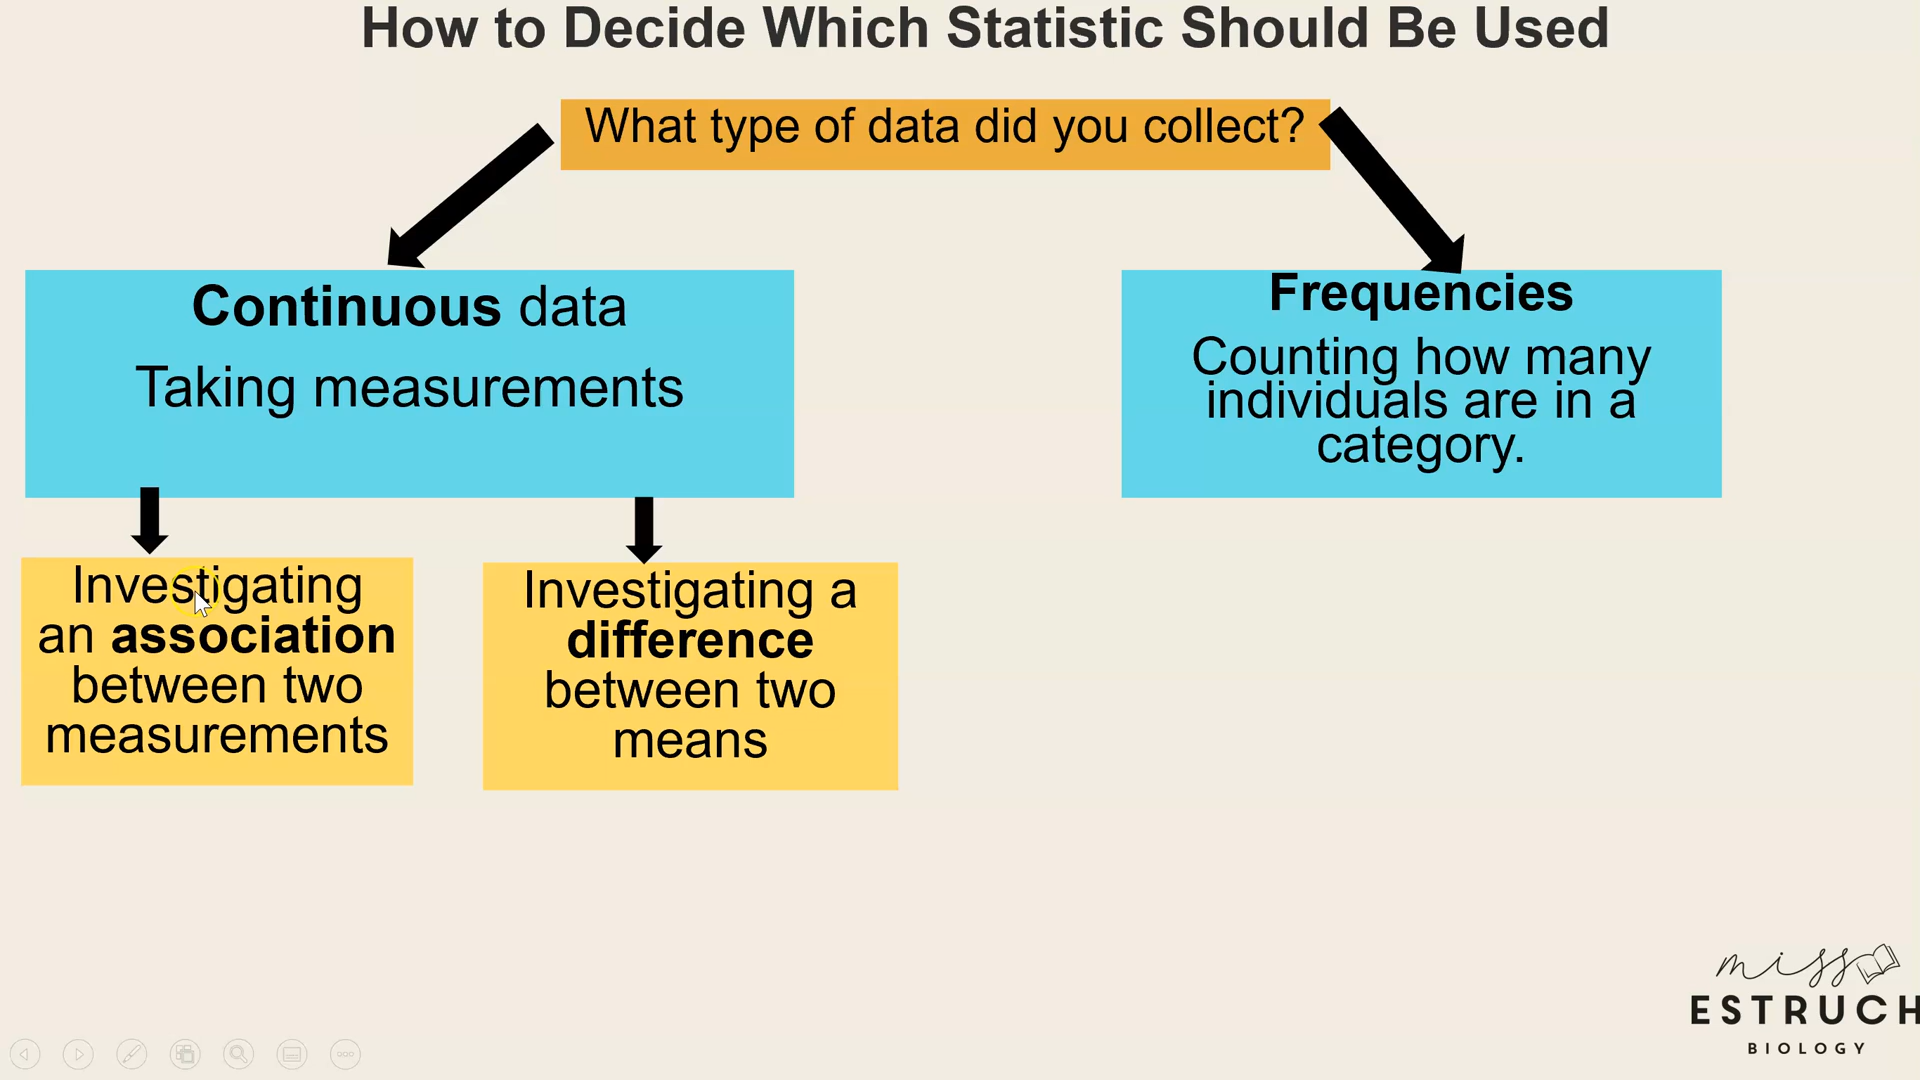 How to Decide Which Statistic Should Be Used
What type of data did you collect?
Continuous data
Taking measurements
Frequencies
Counting how many
individuals are in a
category.
Investigating
an association
between two
measurements
Investigating a
difference
between two
means
miss
ESTRUCH
BIOLOGY